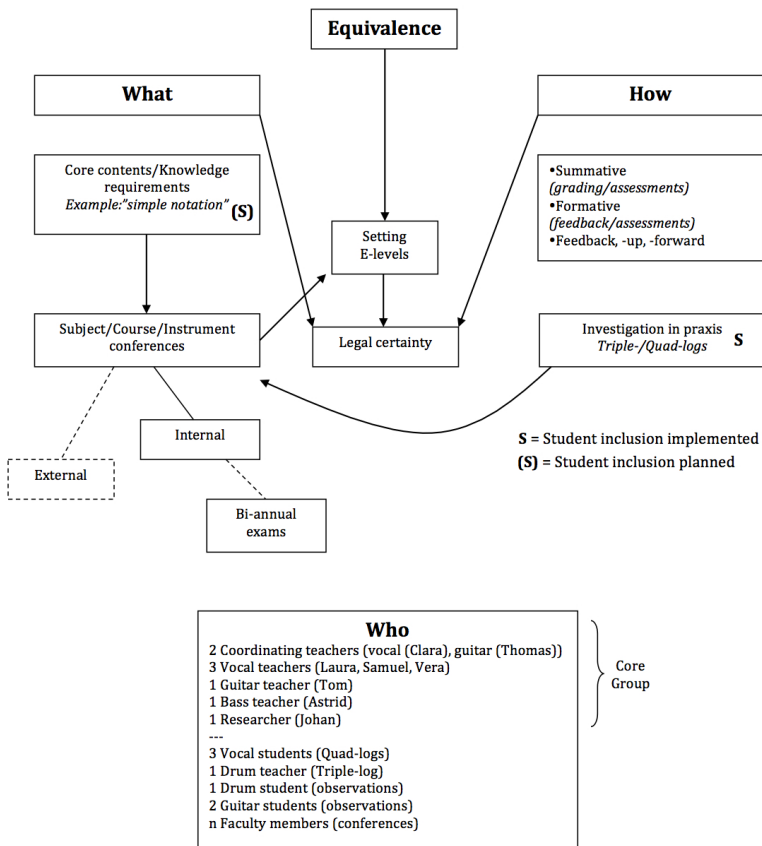 Equivalence
What
How
Core contents/Knowledge
requirements
Example:"simple notation"
(S)
•Summative
(grading/assessments)
•Formative
(feedback/assessments)
•Feedback, -up, -forward
Setting
E-levels
Subject/Course/Instrument
conferences
Legal certainty
Investigation in praxis
Triple-/Quad-logs
S
Internal
External
S = Student inclusion implemented
(S) = Student inclusion planned
Bi-annual
exams
Who
2 Coordinating teachers (vocal (Clara), guitar (Thomas))
3 Vocal teachers (Laura, Samuel, Vera)
1 Guitar teacher (Tom)
1 Bass teacher (Astrid)
1 Researcher (Johan)
---
3 Vocal students (Quad-logs)
1 Drum teacher (Triple-log)
1 Drum student (observations)
2 Guitar students (observations)
n Faculty members (conferences)
Core
Group